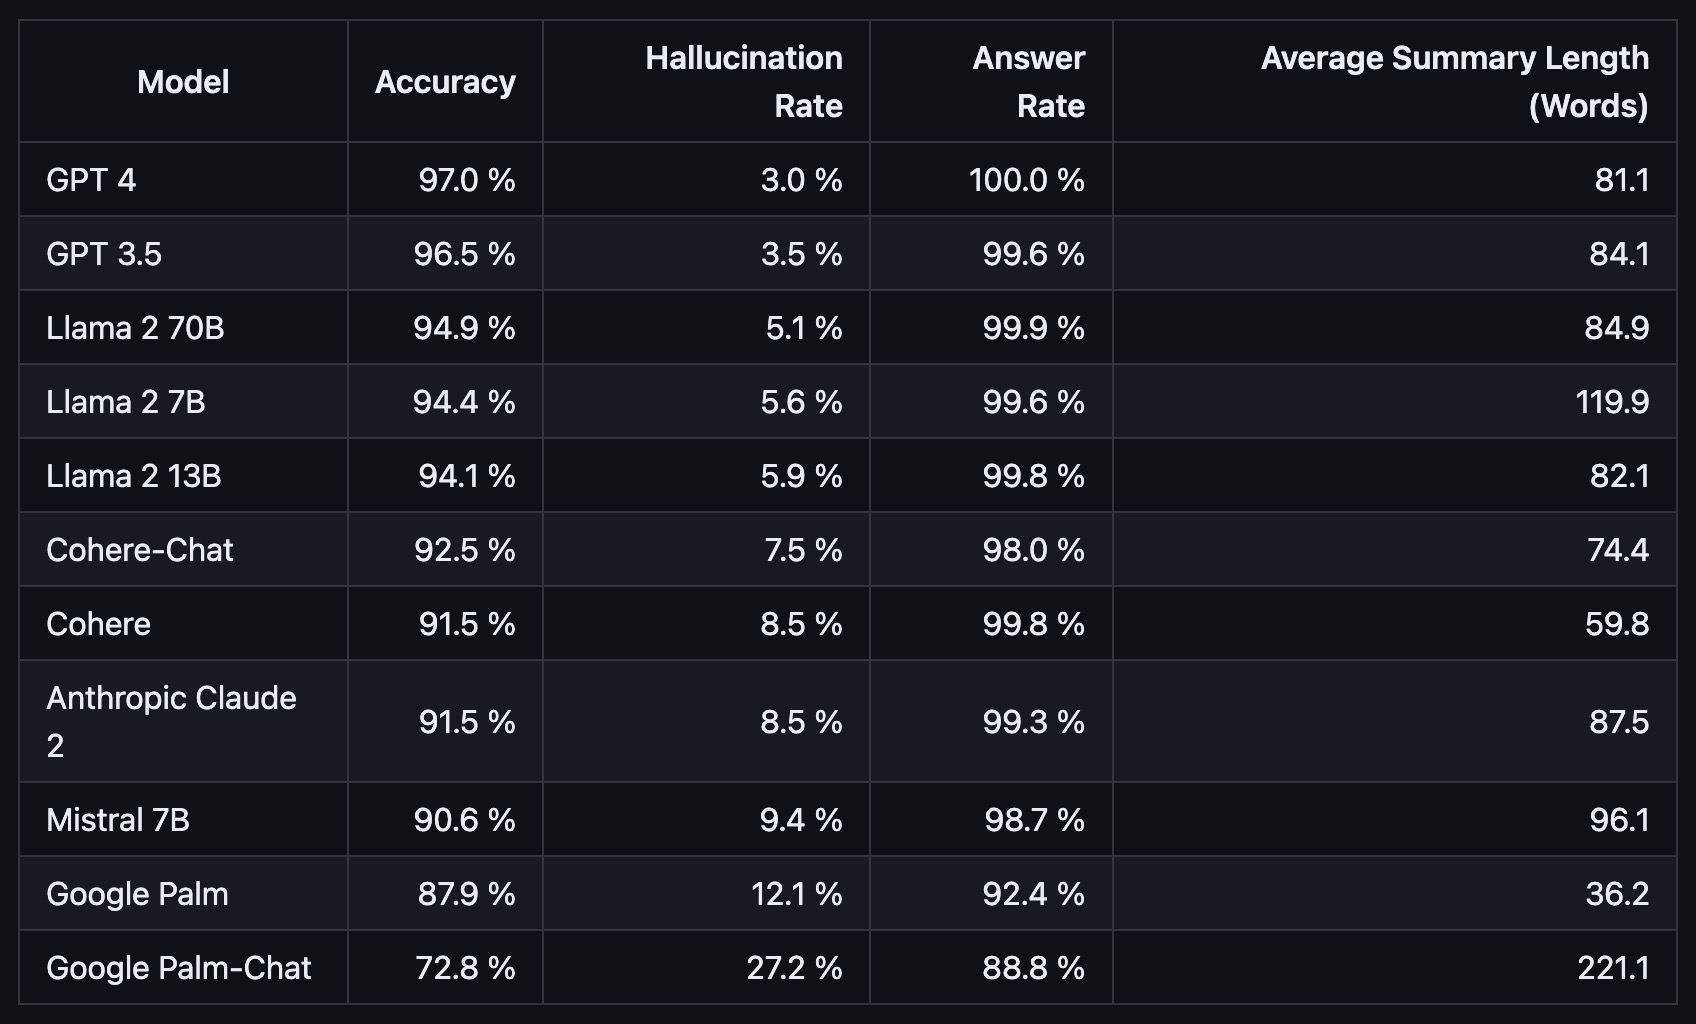 Model Accuracy Hallucination Rate Answer Rate Average Summary Length (Words)
GPT 4 97.0 % 3.0 % 100.0 % 81.1
GPT 3.5 96.5 % 3.5 % 99.6 % 84.1
Llama 2 70B 94.9 % 5.1 % 99.9 % 84.9
Llama 2 7B 94.4 % 5.6 % 99.6 % 119.9
Llama 2 13B 94.1 % 5.9 % 99.8 % 82.1
Cohere-Chat 92.5 % 7.5 % 98.0 % 74.4
Cohere 91.5 % 8.5 % 99.8 % 59.8
Anthropic Claude 2 91.5 % 8.5 % 99.3 % 87.5
Mistral 7B 90.6 % 9.4 % 98.7 % 96.1
Google Palm 87.9 % 12.1 % 92.4 % 36.2
Google Palm-Chat 72.8 % 27.2 % 88.8 % 221.1